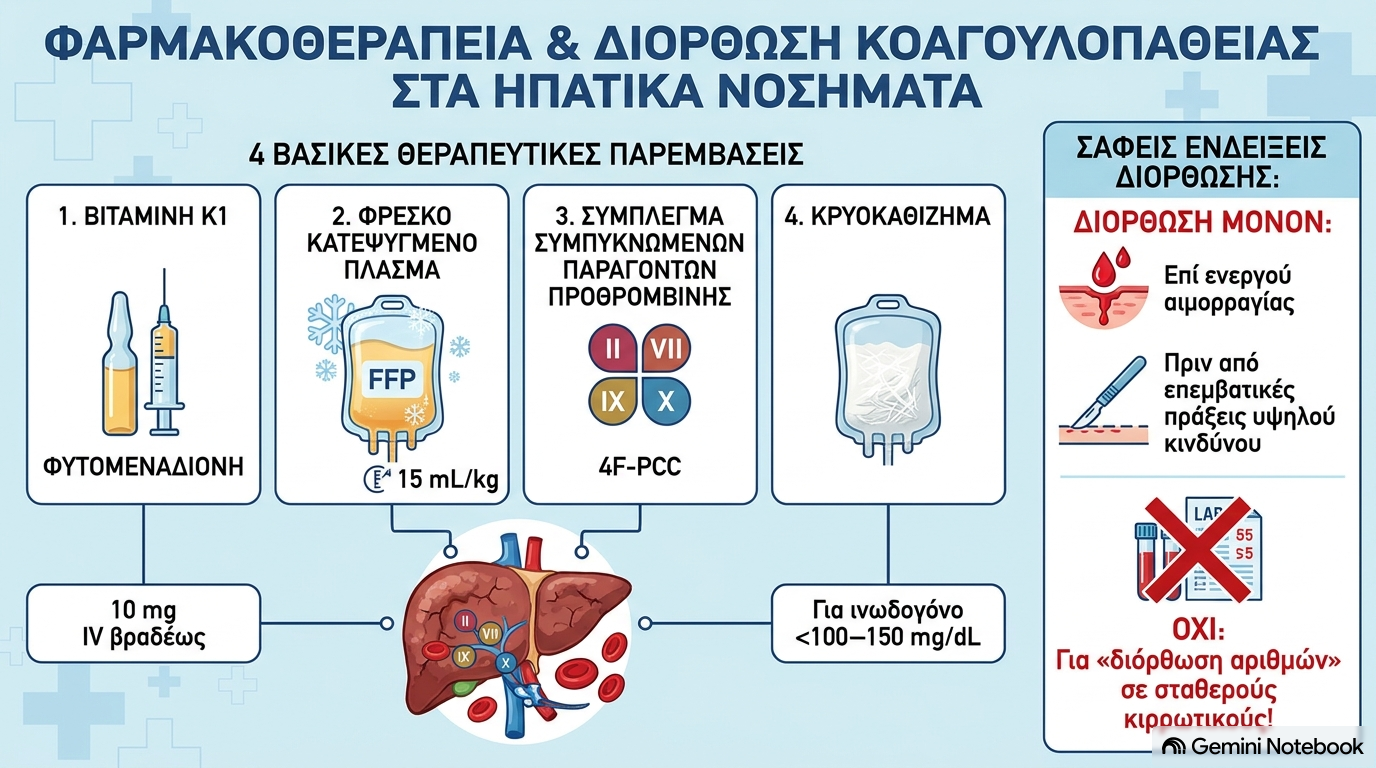 ΦΑΡΜΑΚΟΘΕΡΑΠΕΙΑ & ΔΙΟΡΘΩΣΗ ΚΟΑΓΟΥΛΟΠΑΘΕΙΑΣ
ΣΤΑ ΗΠΑΤΙΚΑ ΝΟΣΗΜΑΤΑ
4 ΒΑΣΙΚΕΣ ΘΕΡΑΠΕΥΤΙΚΕΣ ΠΑΡΕΜΒΑΣΕΙΣ
1. ΒΙΤΑΜΙΝΗ Κ1
ΦΥΤΟΜΕΝΑΔΙΟΝΗ
10 mg
IV βραδέως
2. ΦΡΕΣΚΟ
ΚΑΤΕΨΥΓΜΕΝΟ
ΠΛΑΣΜΑ
FFP
15 mL/kg
3. ΣΥΜΠΛΕΓΜΑ
ΣΥΜΠΥΚΝΩΜΕΝΩΝ
ΠΑΡΑΓΟΝΤΩΝ
ΠΡΟΘΡΟΜΒΙΝΗΣ
II VII
IX X
4F-PCC
4. ΚΡΥΟΚΑΘΙΖΗΜΑ
Για ινωδογόνο
<100–150 mg/dL
II
VII
IX
X
ΣΑΦΕΙΣ ΕΝΔΕΙΞΕΙΣ
ΔΙΟΡΘΩΣΗΣ:
ΔΙΟΡΘΩΣΗ ΜΟΝΟΝ:
Επί ενεργού
αιμορραγίας
Πριν από
επεμβατικές
πράξεις υψηλού
κινδύνου
LAB
55
s5
ΟΧΙ:
Για «διόρθωση αριθμών»
σε σταθερούς
κιρρωτικούς!
Gemini Notebook